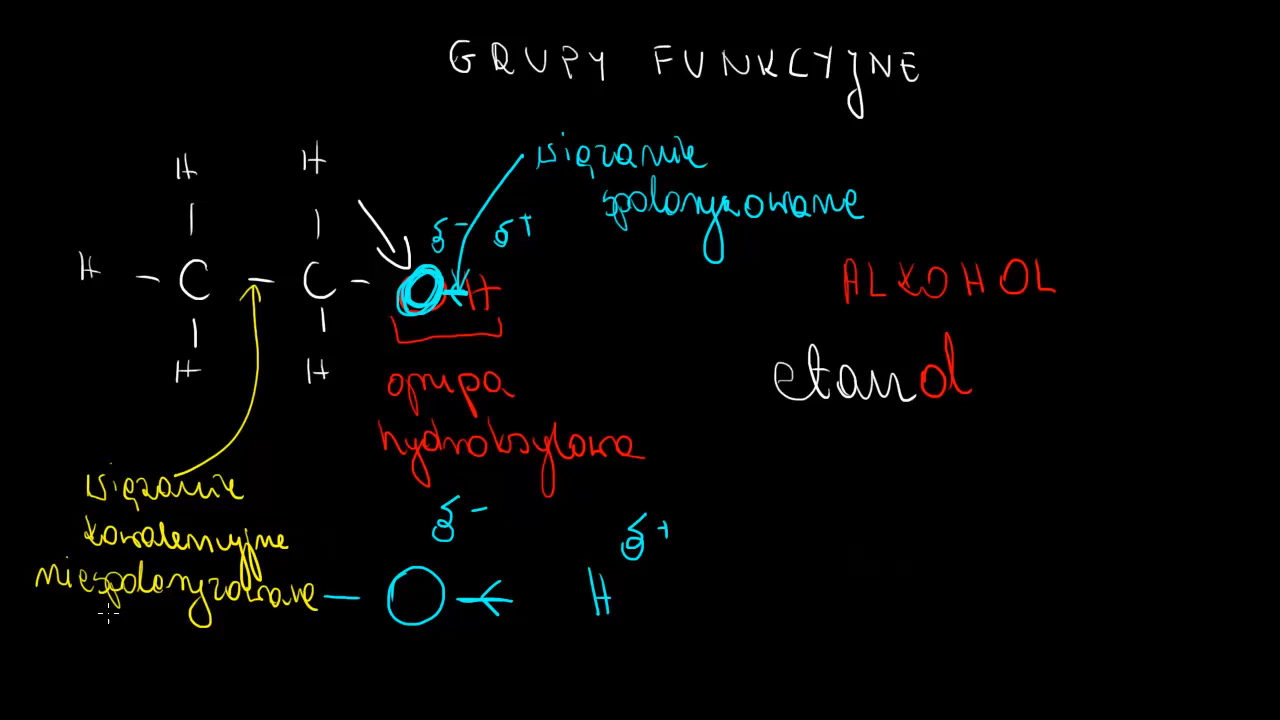 GRUPY FUNKCYJNE
wiązanie
spolaryzowane
H H
δ- δ+
H - C - C - O H
H H
ALKOHOL
etanol
grupa
hydroksylowa
wiązanie
kowalencyjne
niespolaryzowane
δ- δ+
- O H